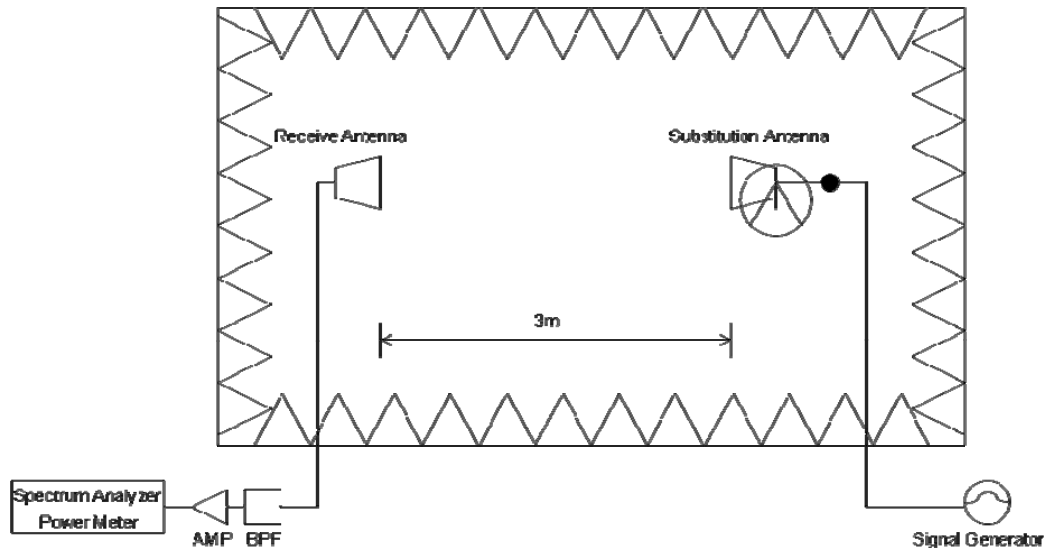 Receive Antenna
Substitution Antenna
3m
Spectrum Analyzer
Power Meter
AMP
BPF
Signal Generator